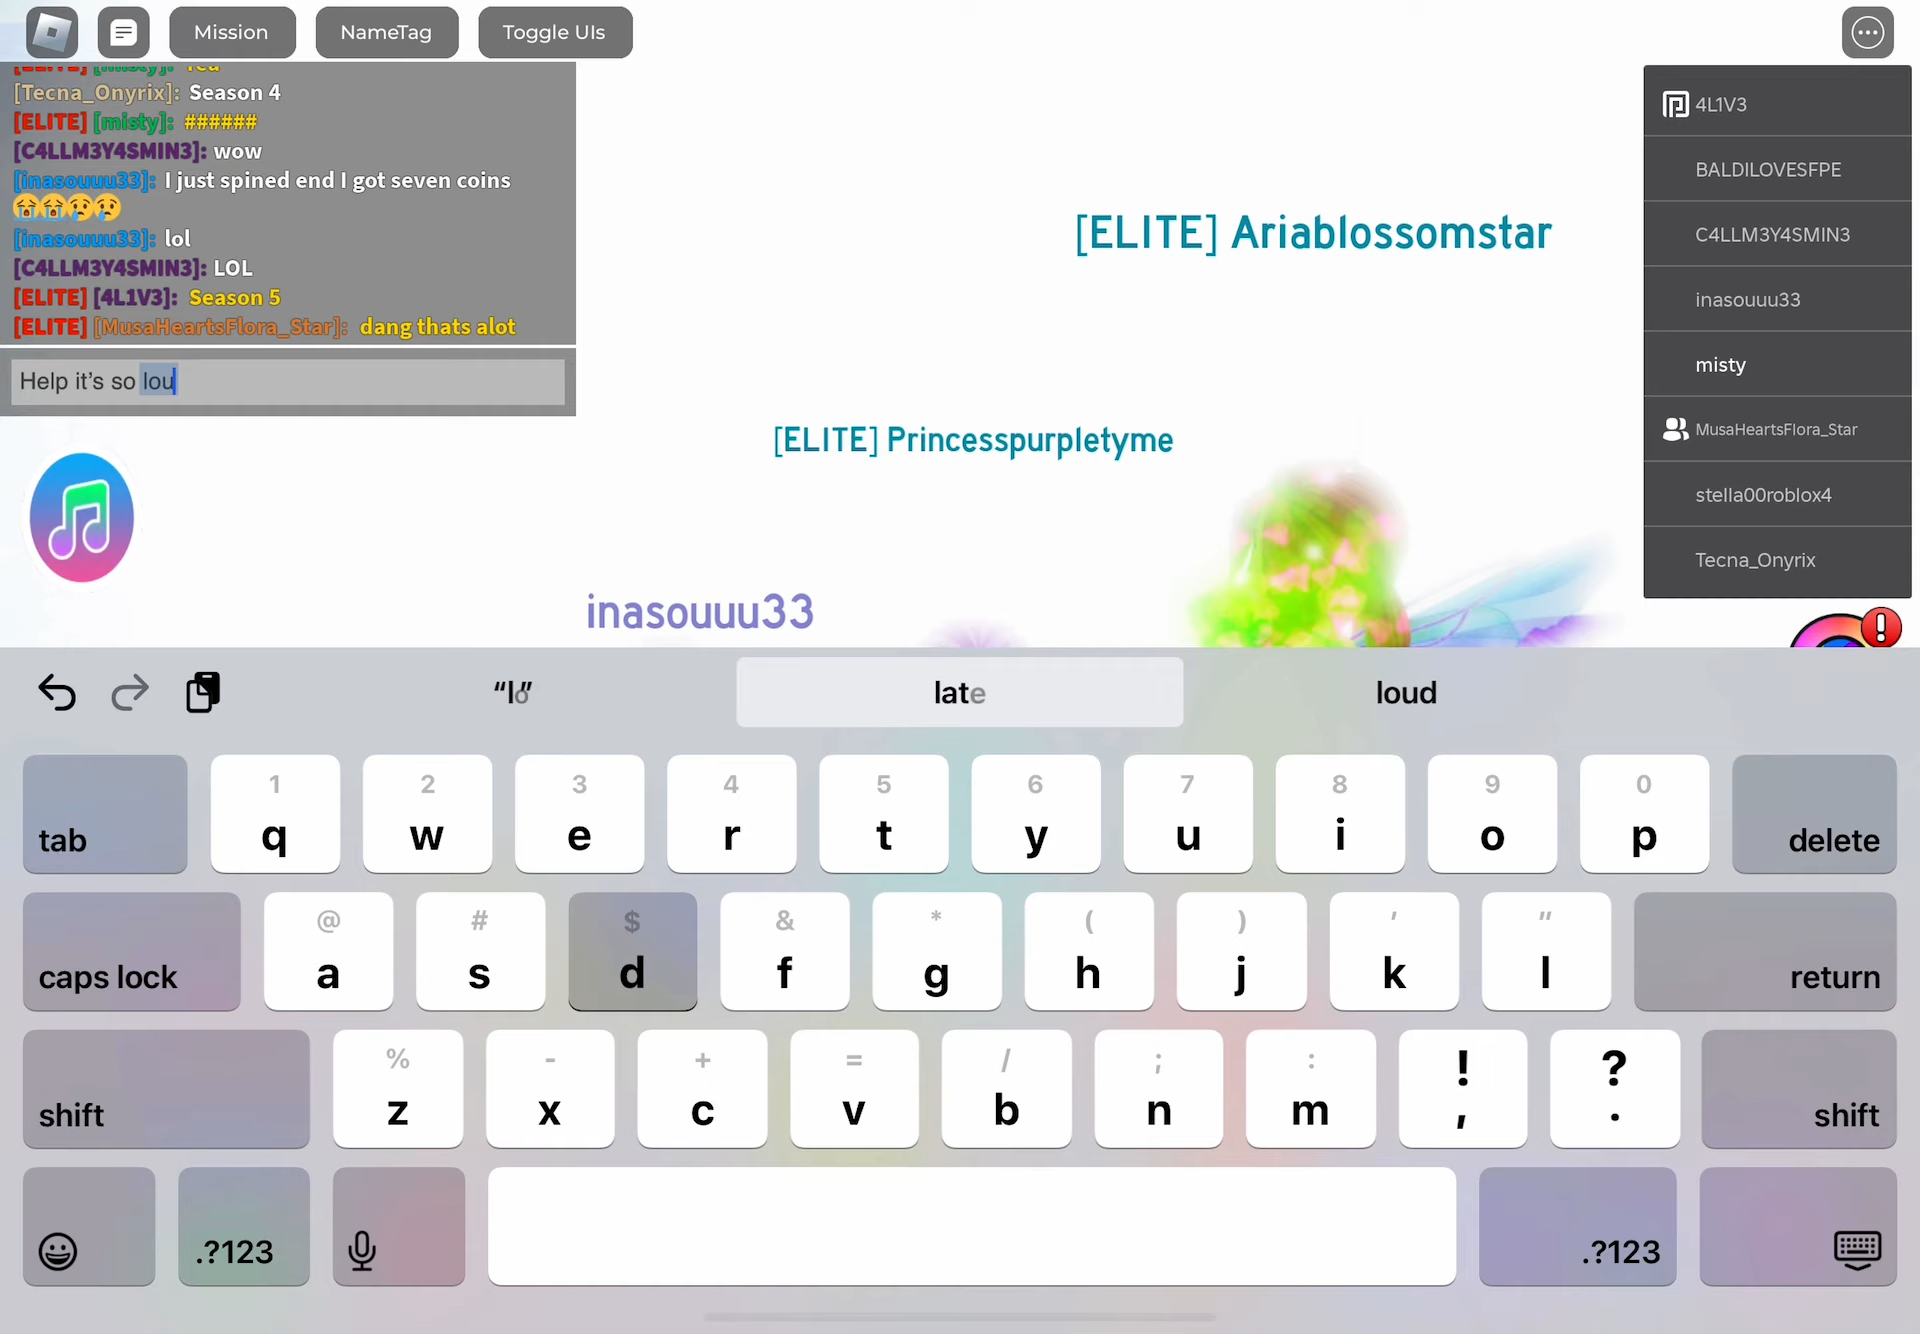 Mission
NameTag
Toggle UIs
[ELITE] [misty]:
[Tecna_Onyrix]: Season 4
[ELITE] [misty]: ######
[C4LLM3Y4SMIN3]: wow
[inasouuu33]: I just spined end I got seven coins
😭😭😢😢
[inasouuu33]: lol
[C4LLM3Y4SMIN3]: LOL
[ELITE] [4L1V3]: Season 5
[ELITE] [MusaHeartsFlora_Star]: dang thats alot
Help it’s so lou
4L1V3
BALDILOVESFPE
C4LLM3Y4SMIN3
inasouuu33
misty
MusaHeartsFlora_Star
stella00roblox4
Tecna_Onyrix
[ELITE] Ariablossomstar
[ELITE] Princesspurpletyme
inasouuu33
!
“lo”
late
loud
1 2 3 4 5 6 7 8 9 0
tab q w e r t y u i o p delete
@ # $ & * ( ) ' "
caps lock a s d f g h j k l return
% - + = / ; : ! ?
shift z x c v b n m , . shift
.?123 .?123